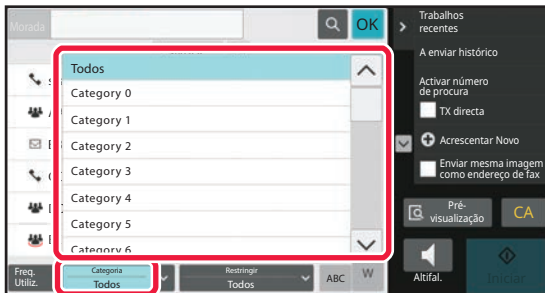 Morada
OK
Todos
Category 0
Category 1
Category 2
Category 3
Category 4
Category 5
Category 6
Freq.
Utiliz.
Categoria
Todos
Restringir
Todos
ABC
W
Trabalhos
recentes
A enviar histórico
Activar número
de procura
TX directa
Acrescentar Novo
Enviar mesma imagem
como endereço de fax
Pré-
visualização
CA
Altifal.
Iniciar